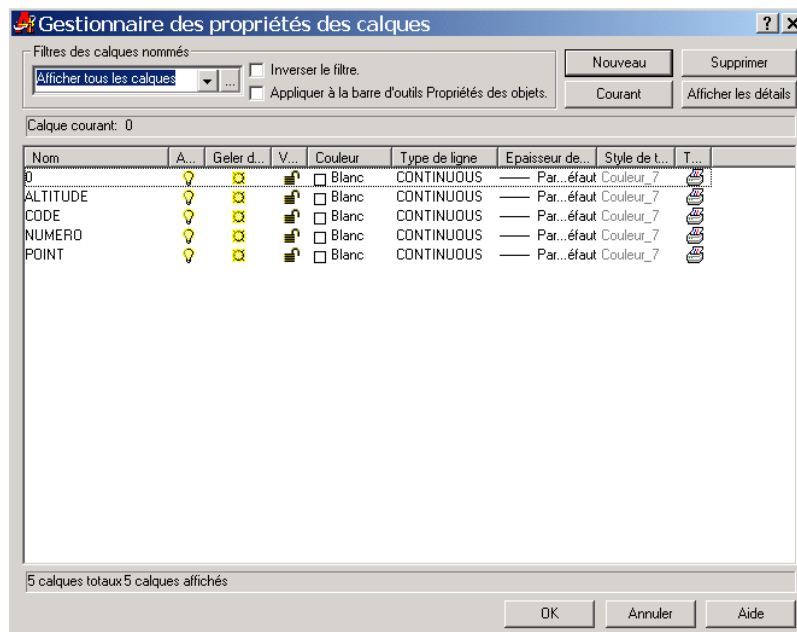 Gestionnaire des propriétés des calques
Filtres des calques nommés
Afficher tous les calques
...
Inverser le filtre.
Appliquer à la barre d'outils Propriétés des objets.
Nouveau
Supprimer
Courant
Afficher les détails
Calque courant: 0
Nom A... Geler d... V... Couleur Type de ligne Epaisseur de... Style de t... T...
0 Blanc CONTINUOUS Par...éfaut Couleur_7
ALTITUDE Blanc CONTINUOUS Par...éfaut Couleur_7
CODE Blanc CONTINUOUS Par...éfaut Couleur_7
NUMERO Blanc CONTINUOUS Par...éfaut Couleur_7
POINT Blanc CONTINUOUS Par...éfaut Couleur_7
5 calques totaux 5 calques affichés
OK Annuler Aide